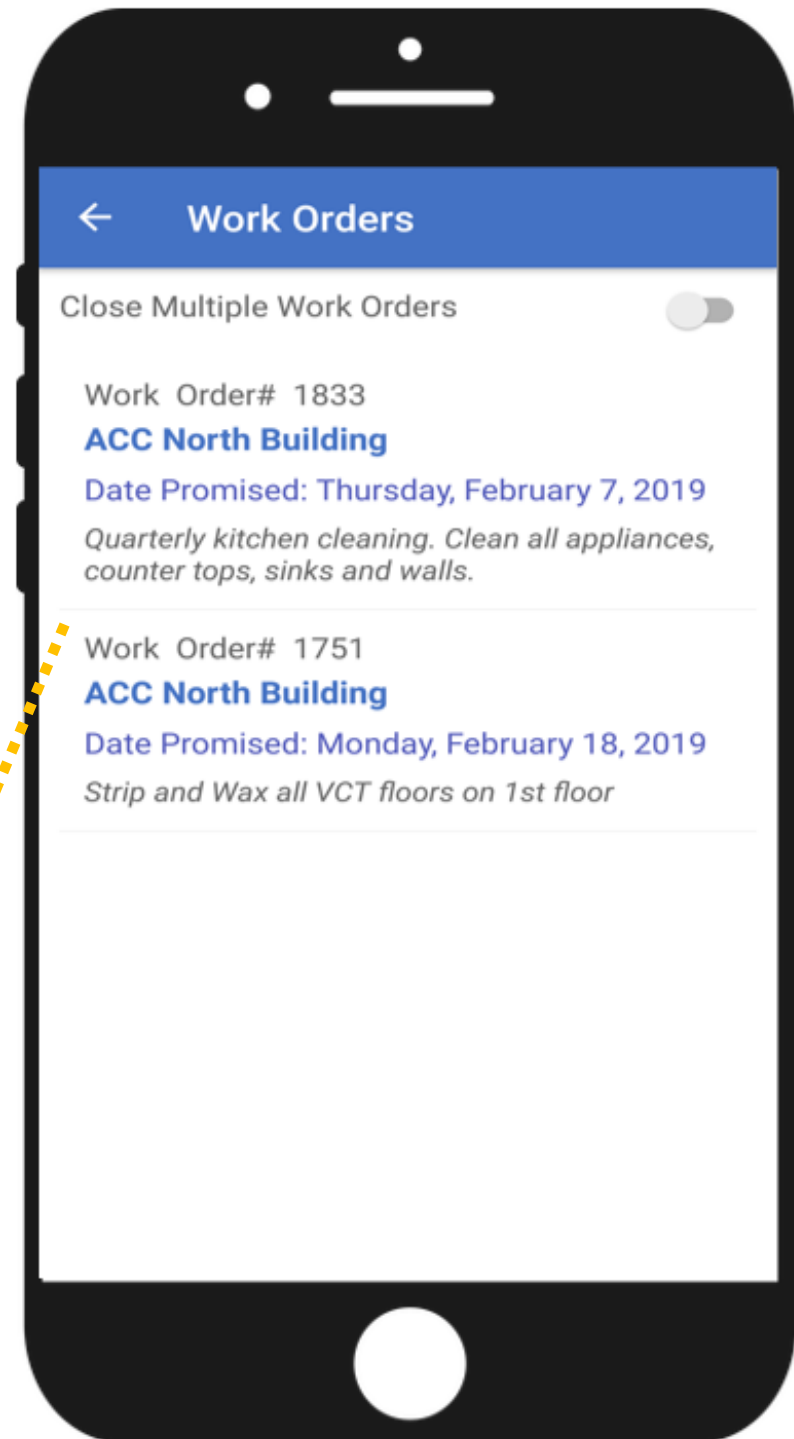 Work Orders
Close Multiple Work Orders
Work Order# 1833
ACC North Building
Date Promised: Thursday, February 7, 2019
Quarterly kitchen cleaning. Clean all appliances,
counter tops, sinks and walls.
Work Order# 1751
ACC North Building
Date Promised: Monday, February 18, 2019
Strip and Wax all VCT floors on 1st floor